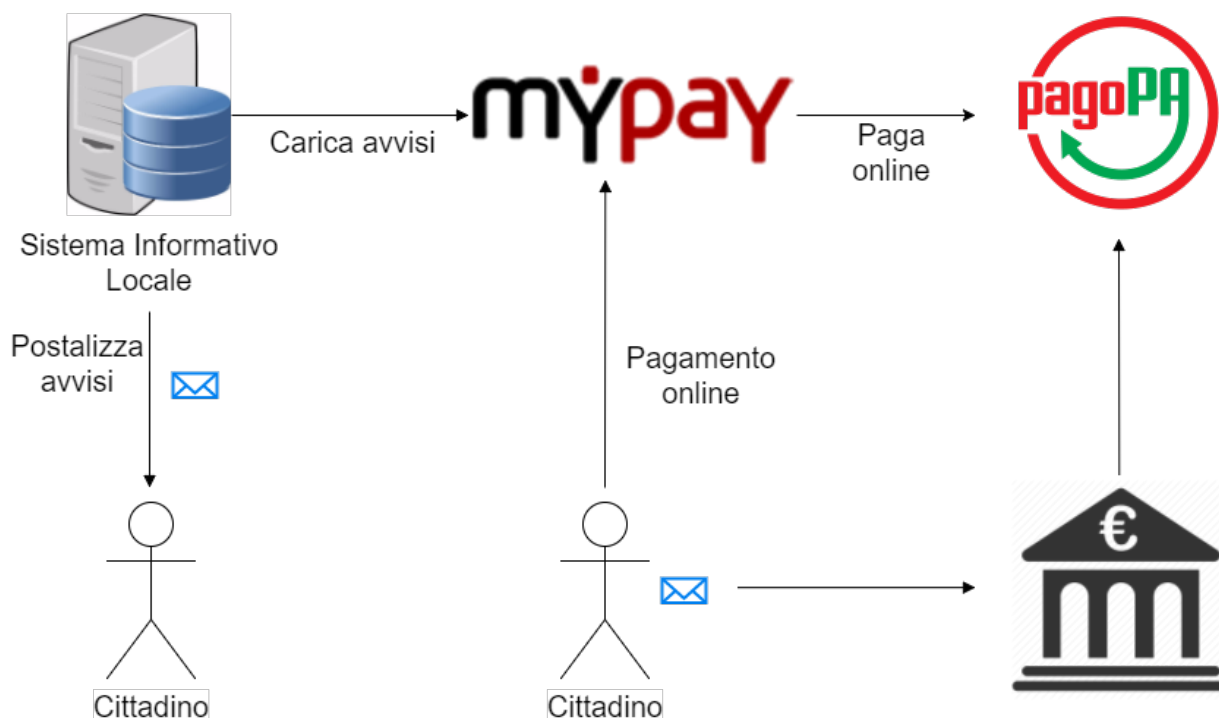 mypay
pagoPA
Carica avvisi
Paga
online
Sistema Informativo
Locale
Postalizza
avvisi
Pagamento
online
€
Cittadino
Cittadino